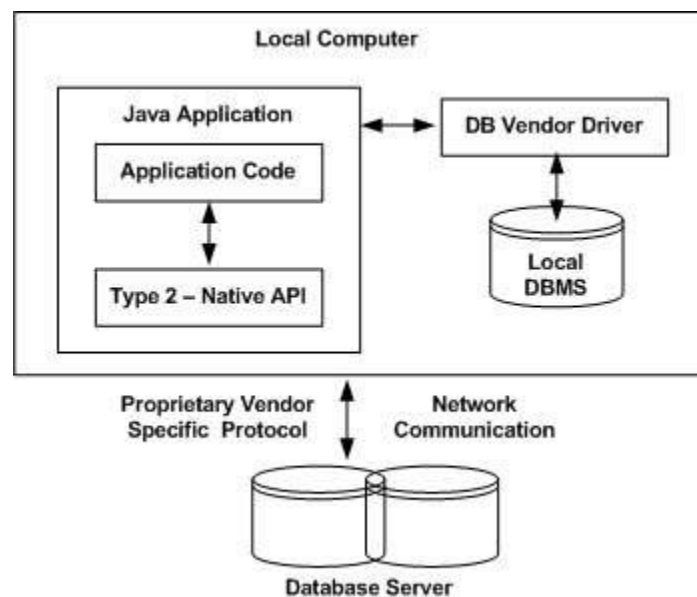 Local Computer
Java Application
Application Code
Type 2 – Native API
DB Vendor Driver
Local
DBMS
Proprietary Vendor
Specific Protocol
Network
Communication
Database Server